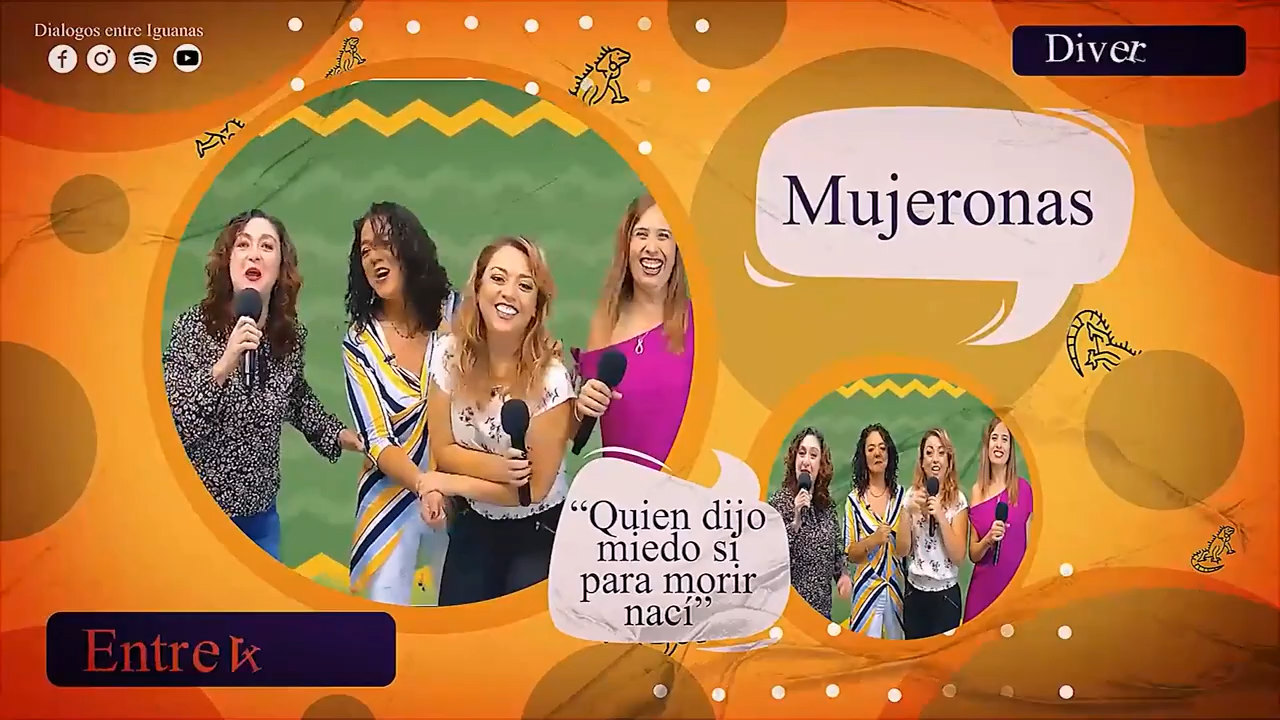 Dialogos entre Iguanas
Diver
Mujeronas
“Quien dijo
miedo si
para morir
nací”
Entre